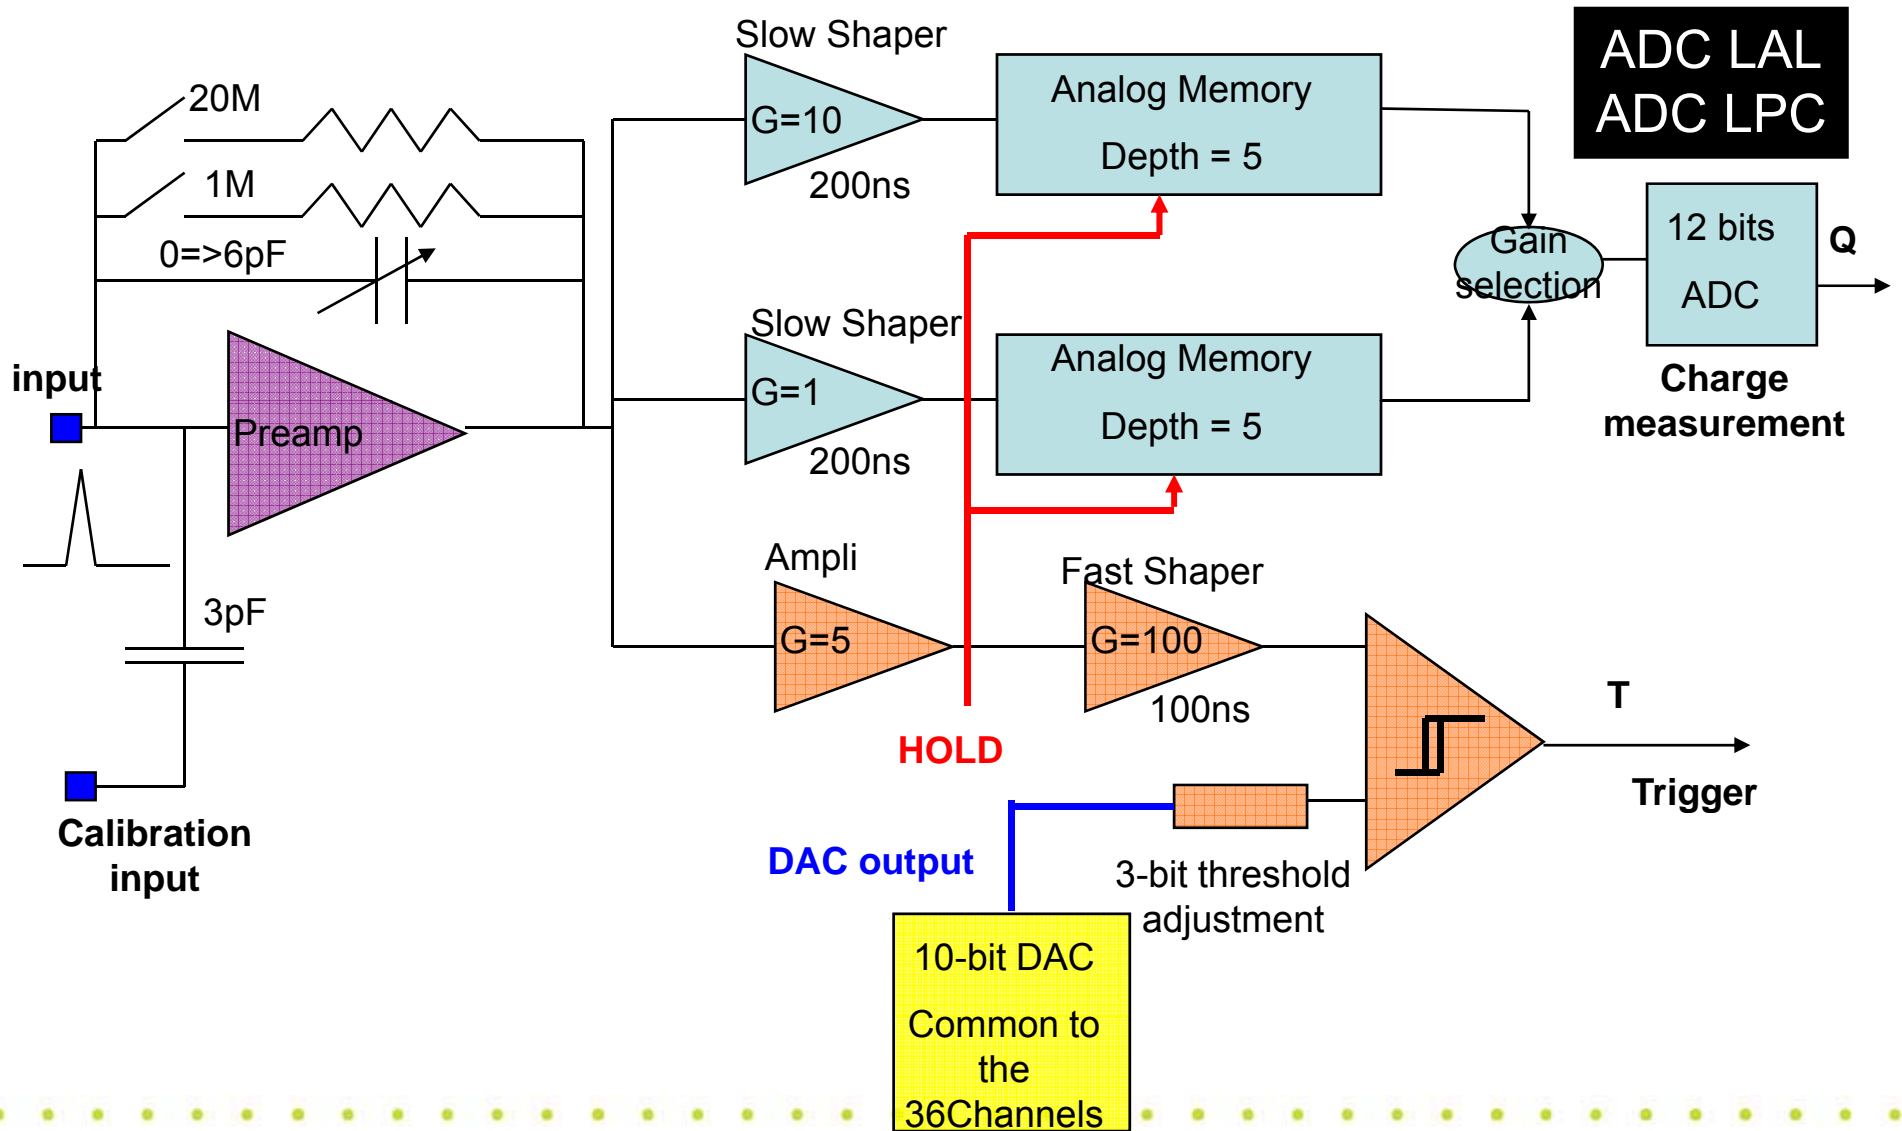 Slow Shaper
ADC LAL
ADC LPC
20M
G=10
Analog Memory
Depth = 5
200ns
1M
0=>6pF
Gain
selection
12 bits
ADC
Q
Slow Shaper
G=1
Analog Memory
Depth = 5
200ns
Charge
measurement
input
Preamp
Ampli
G=5
Fast Shaper
G=100
100ns
3pF
HOLD
T
Trigger
Calibration
input
DAC output
3-bit threshold
adjustment
10-bit DAC
Common to
the
36Channels